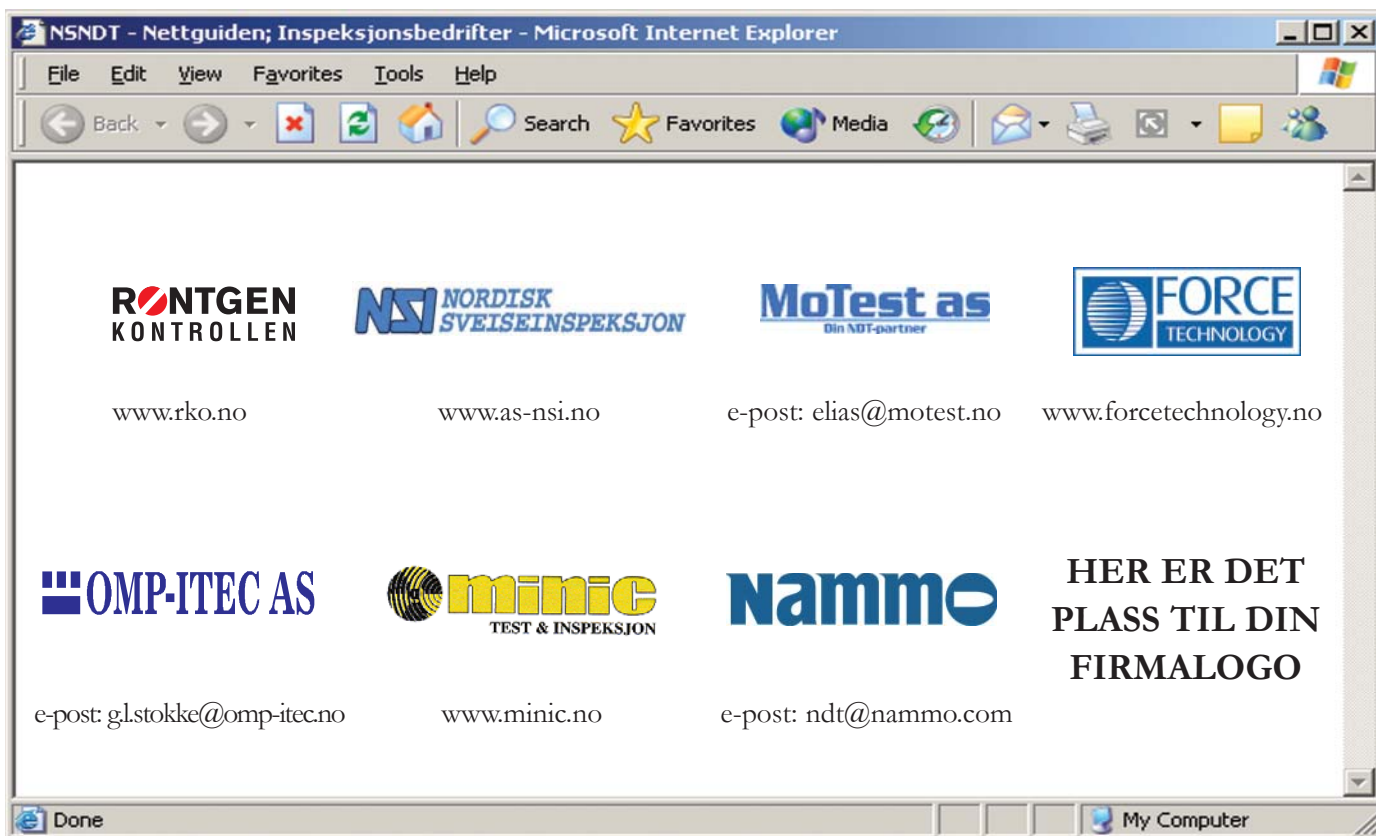 NSNDT - Nettguiden; Inspeksjonsbedrifter - Microsoft Internet Explorer
File Edit View Favorites Tools Help
Back Search Favorites Media
RØNTGEN
KONTROLLEN
www.rko.no
NSI NORDISK
SVEISEINSPEKSJON
www.as-nsi.no
MoTest as
Din NDT-partner
e-post: elias@motest.no
FORCE
TECHNOLOGY
www.forcetechnology.no
OMP-ITEC AS
e-post: g.l.stokke@omp-itec.no
minic
TEST & INSPEKSJON
www.minic.no
Nammo
e-post: ndt@nammo.com
HER ER DET
PLASS TIL DIN
FIRMALOGO
Done My Computer